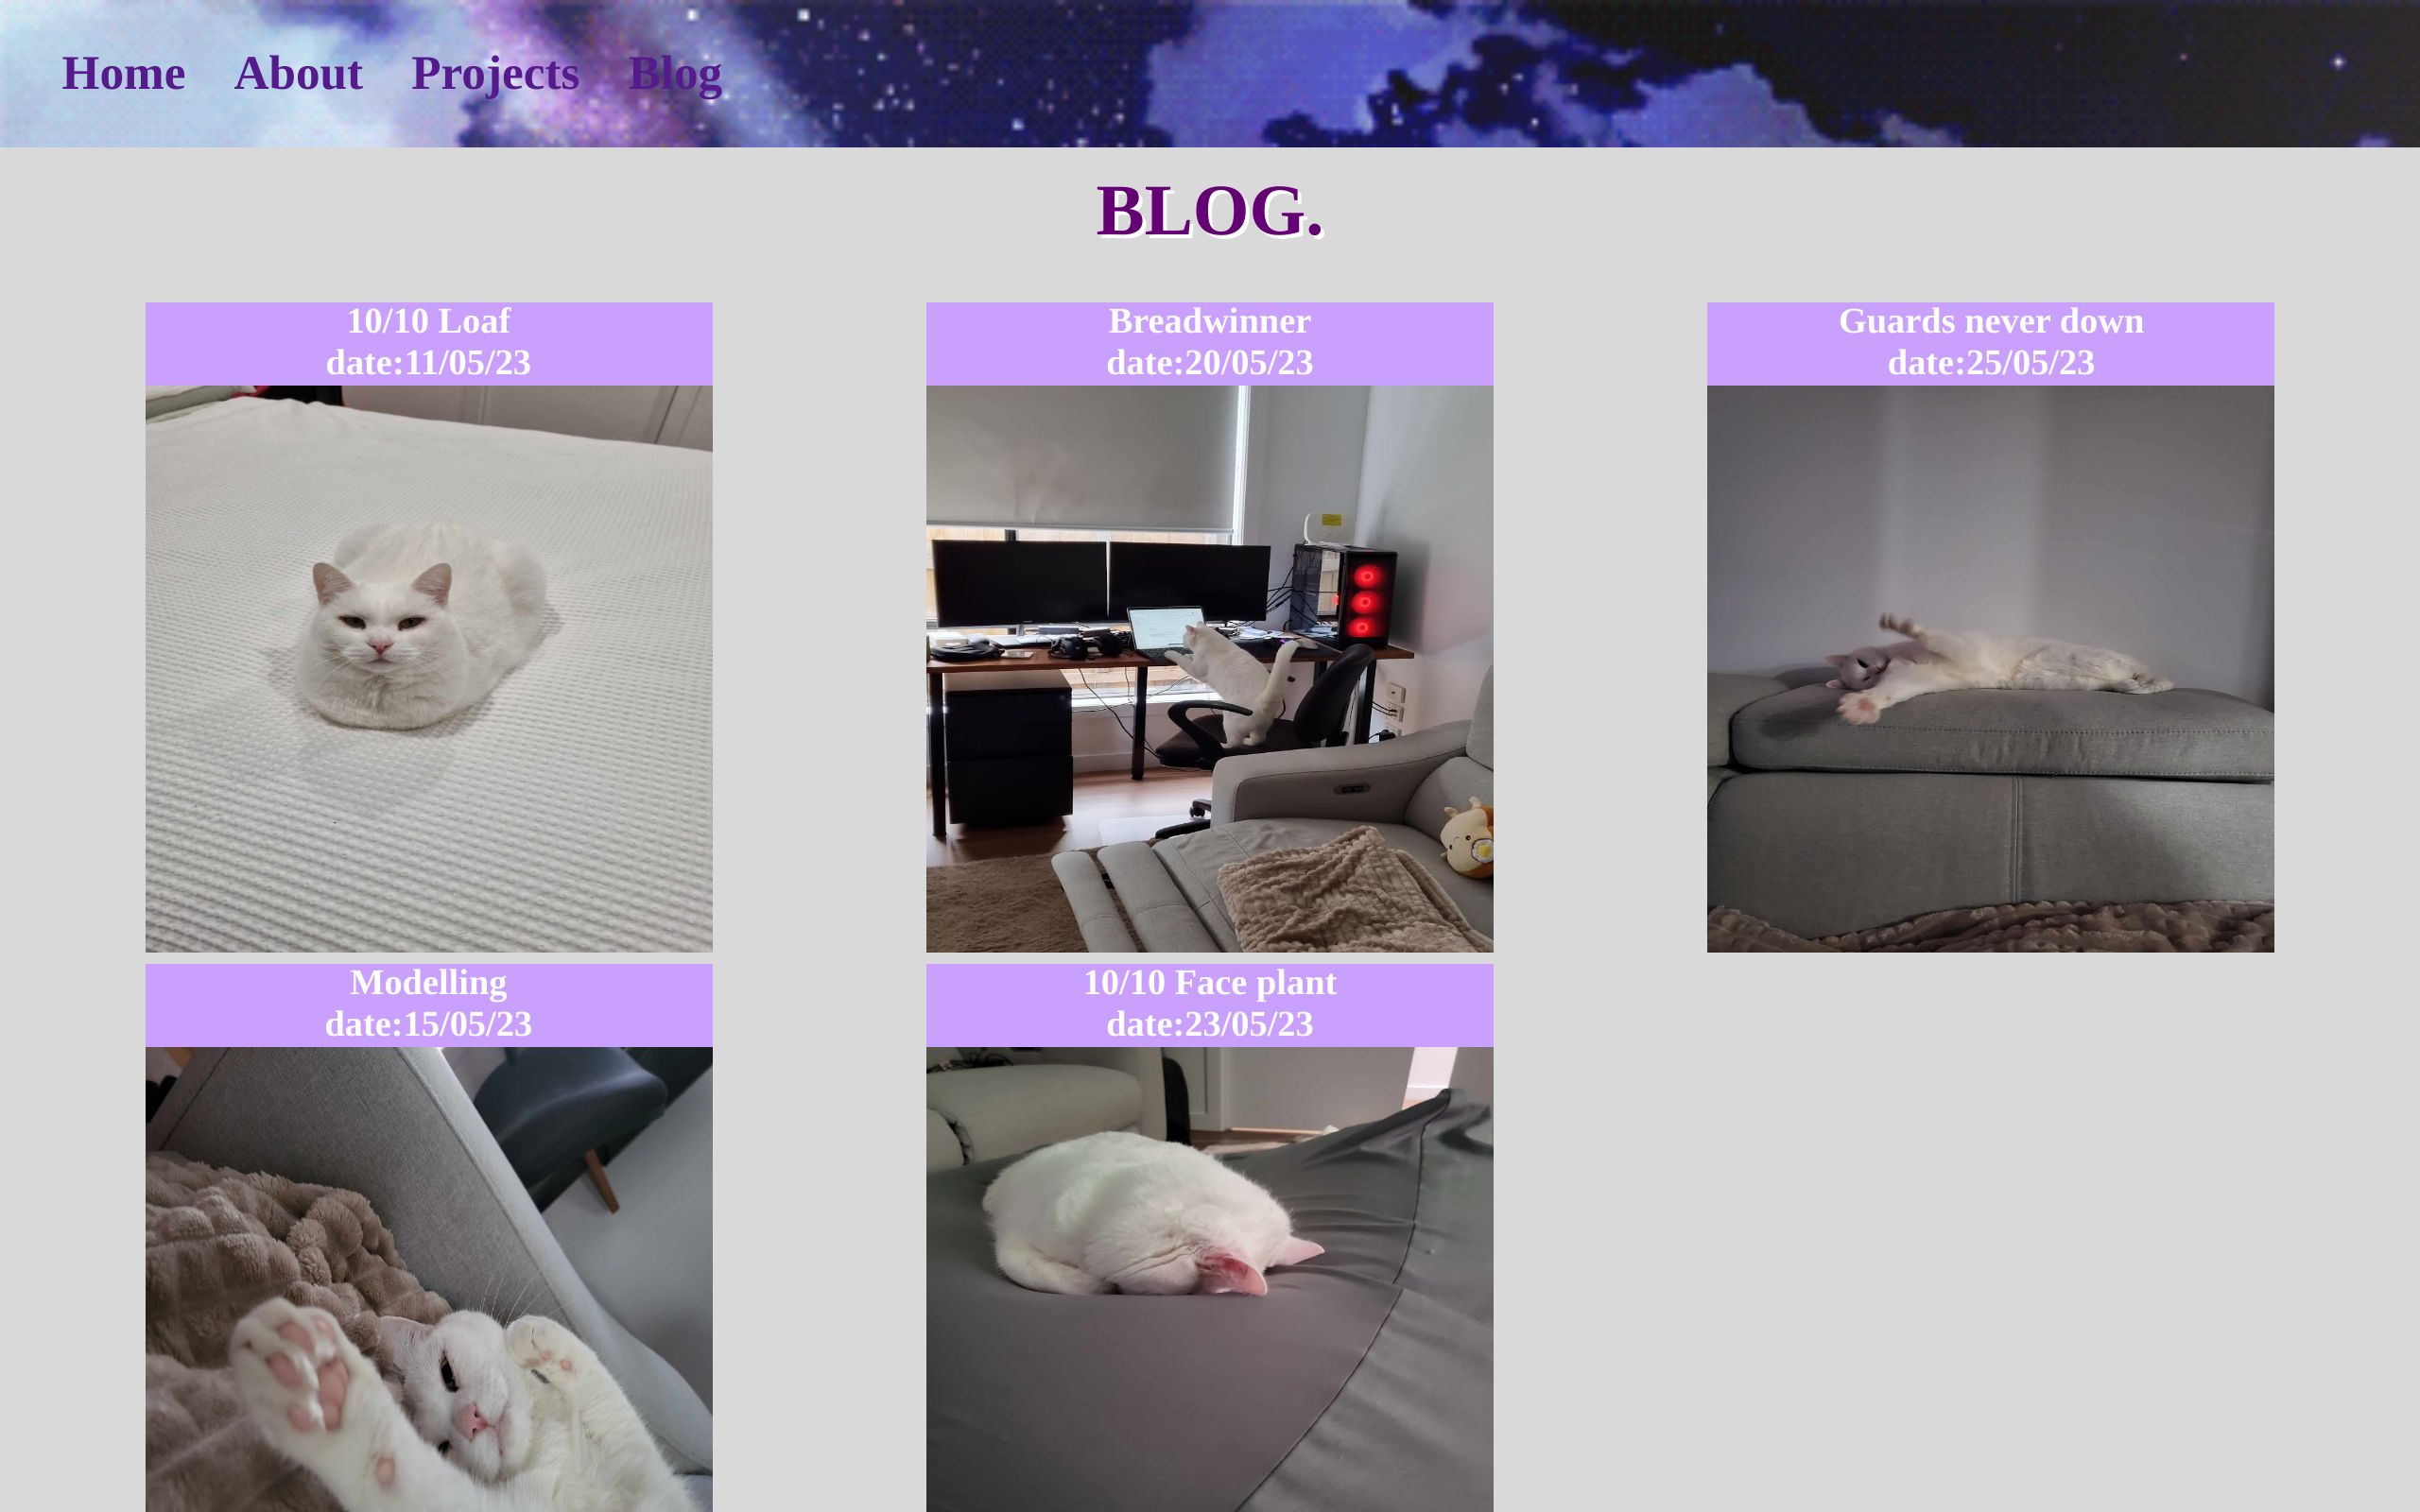 Home About Projects Blog
BLOG.
10/10 Loaf
date:11/05/23
Breadwinner
date:20/05/23
Guards never down
date:25/05/23
Modelling
date:15/05/23
10/10 Face plant
date:23/05/23